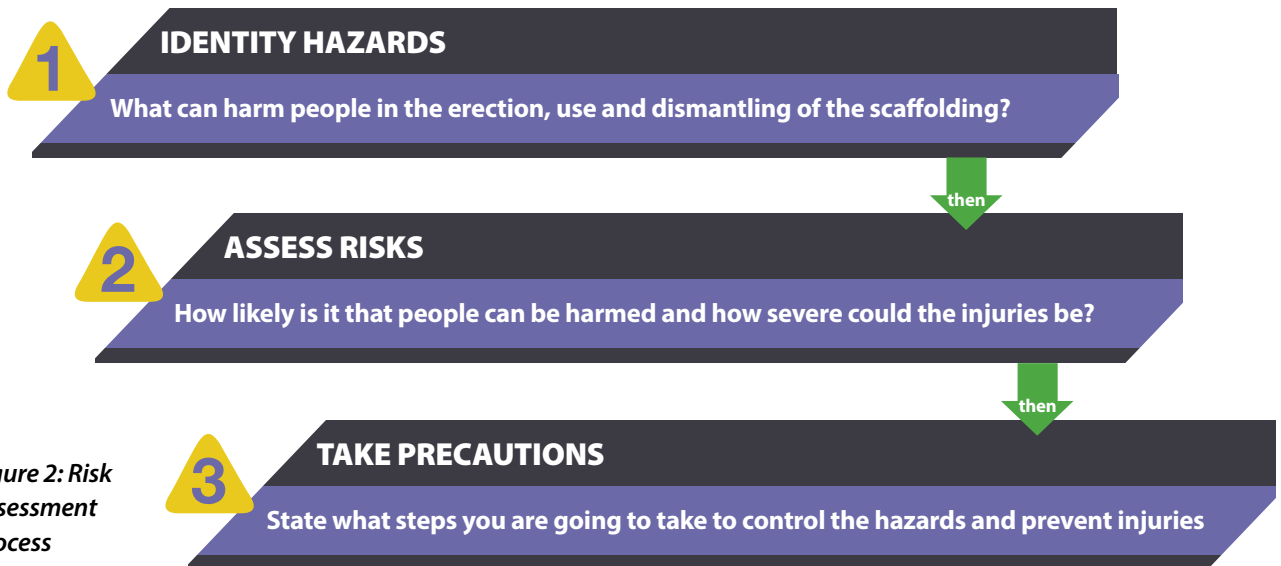 1
IDENTITY HAZARDS
What can harm people in the erection, use and dismantling of the scaffolding?
then
2
ASSESS RISKS
How likely is it that people can be harmed and how severe could the injuries be?
then
3
TAKE PRECAUTIONS
State what steps you are going to take to control the hazards and prevent injuries
2: Risk